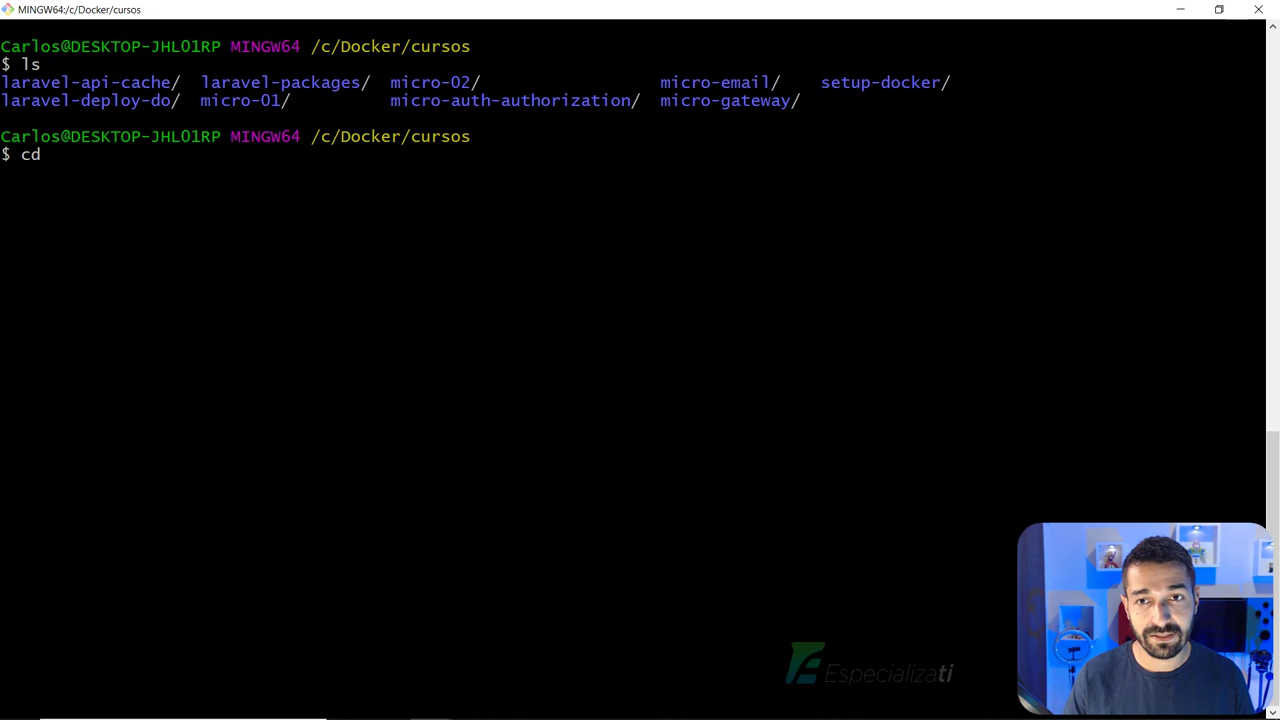 MINGW64:/c/Docker/cursos
Carlos@DESKTOP-JHL01RP MINGW64 /c/Docker/cursos
$ ls
laravel-api-cache/ laravel-packages/ micro-02/ micro-email/ setup-docker/
laravel-deploy-do/ micro-01/ micro-auth-authorization/ micro-gateway/
Carlos@DESKTOP-JHL01RP MINGW64 /c/Docker/cursos
$ cd
Especializati